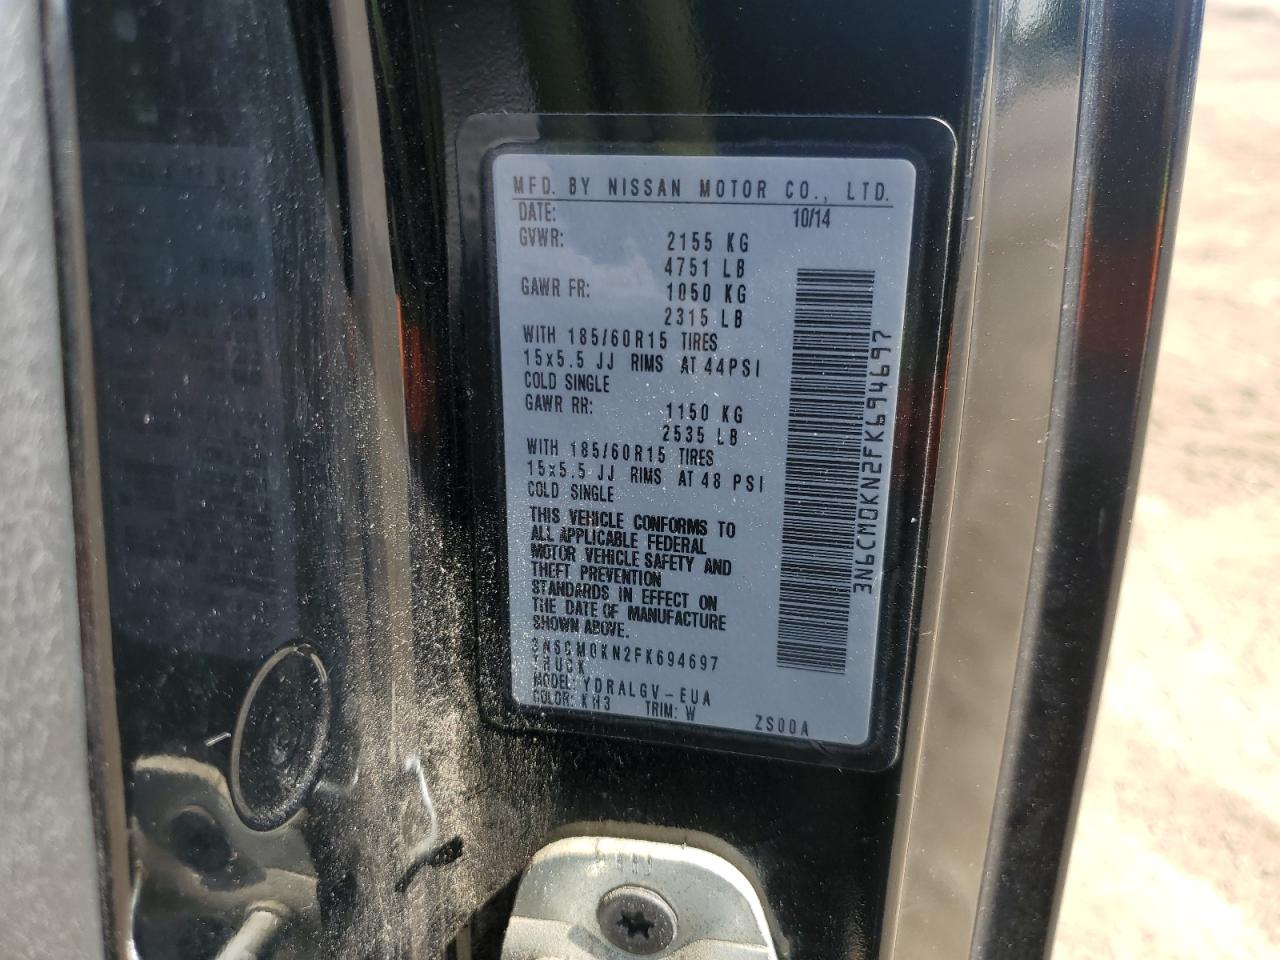 MFD. BY NISSAN MOTOR CO., LTD.
DATE: 10/14
GVWR: 2155 KG
4751 LB
GAWR FR: 1050 KG
2315 LB
WITH 185/60R15 TIRES
15x5.5 JJ RIMS AT 44PSI
COLD SINGLE
GAWR RR: 1150 KG
2535 LB
WITH 185/60R15 TIRES
15x5.5 JJ RIMS AT 48 PSI
COLD SINGLE
THIS VEHICLE CONFORMS TO
ALL APPLICABLE FEDERAL
MOTOR VEHICLE SAFETY AND
THEFT PREVENTION
STANDARDS IN EFFECT ON
THE DATE OF MANUFACTURE
SHOWN ABOVE.
3N6CM0KN2FK694697
TRUCK
MODEL: YDRALGV-EUA
COLOR: KH3 TRIM: W ZS00A
3N6CM0KN2FK694697